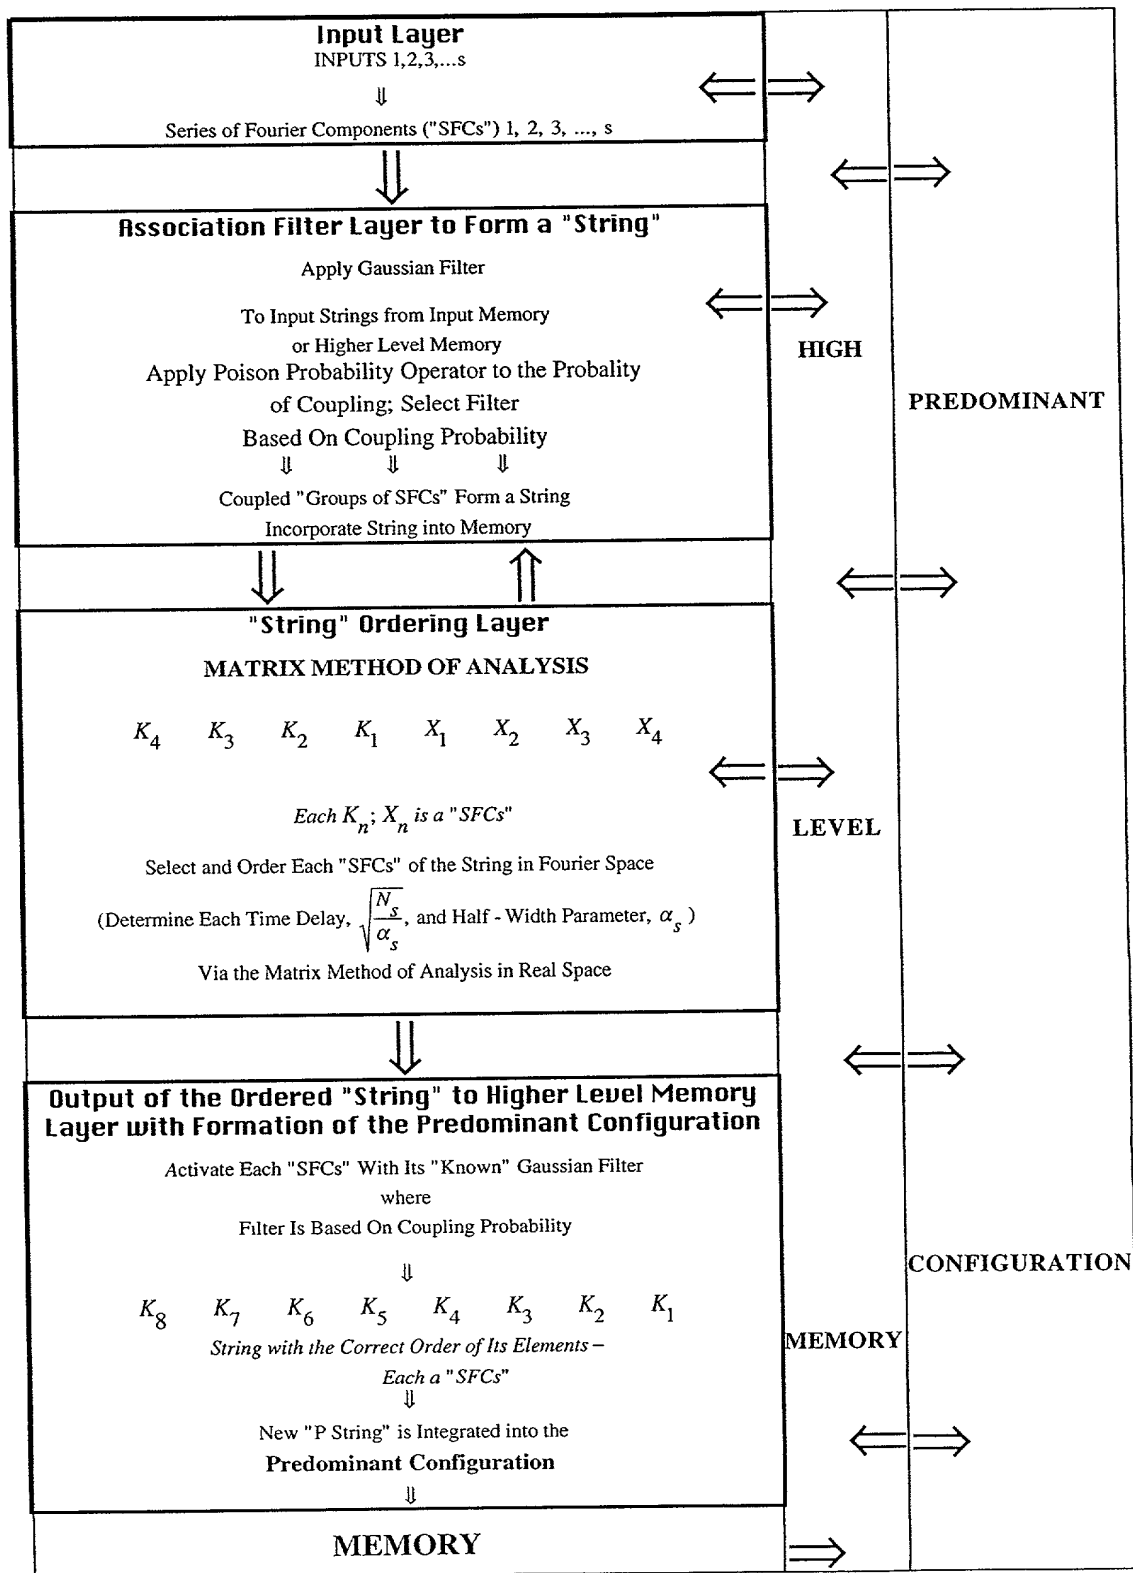 Input Layer
INPUTS 1,2,3,...s
⇓
Series of Fourier Components ("SFCs") 1, 2, 3, ..., s
Association Filter Layer to Form a "String"
Apply Gaussian Filter
To Input Strings from Input Memory
or Higher Level Memory
Apply Poison Probability Operator to the Probality
of Coupling; Select Filter
Based On Coupling Probability
⇓ ⇓ ⇓
Coupled "Groups of SFCs" Form a String
Incorporate String into Memory
"String" Ordering Layer
MATRIX METHOD OF ANALYSIS
K₄ K₃ K₂ K₁ X₁ X₂ X₃ X₄
Each Kₙ; Xₙ is a "SFCs"
Select and Order Each "SFCs" of the String in Fourier Space
(Determine Each Time Delay, √(Nₛ/αₛ), and Half - Width Parameter, αₛ )
Via the Matrix Method of Analysis in Real Space
Output of the Ordered "String" to Higher Level Memory
Layer with Formation of the Predominant Configuration
Activate Each "SFCs" With Its "Known" Gaussian Filter
where
Filter Is Based On Coupling Probability
⇓
K₈ K₇ K₆ K₅ K₄ K₃ K₂ K₁
String with the Correct Order of Its Elements –
Each a "SFCs"
⇓
New "P String" is Integrated into the
Predominant Configuration
⇓
MEMORY
HIGH
LEVEL
MEMORY
PREDOMINANT
CONFIGURATION